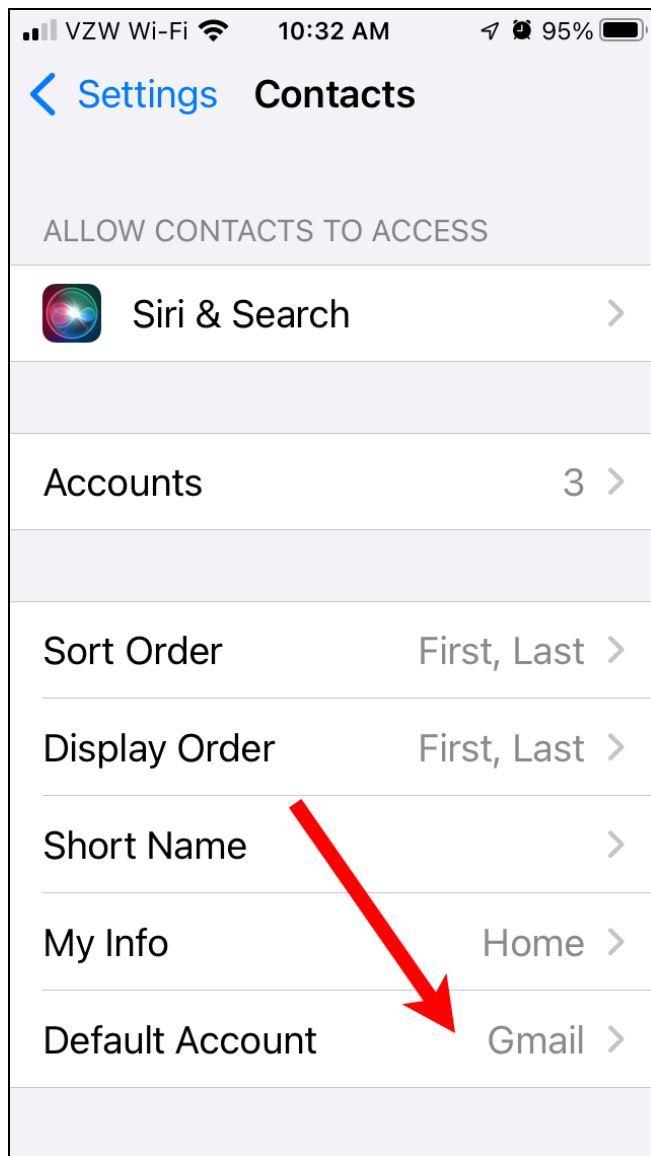 VZW Wi-Fi 10:32 AM 95%
Settings Contacts
ALLOW CONTACTS TO ACCESS
Siri & Search
Accounts 3
Sort Order First, Last
Display Order First, Last
Short Name
My Info Home
Default Account Gmail